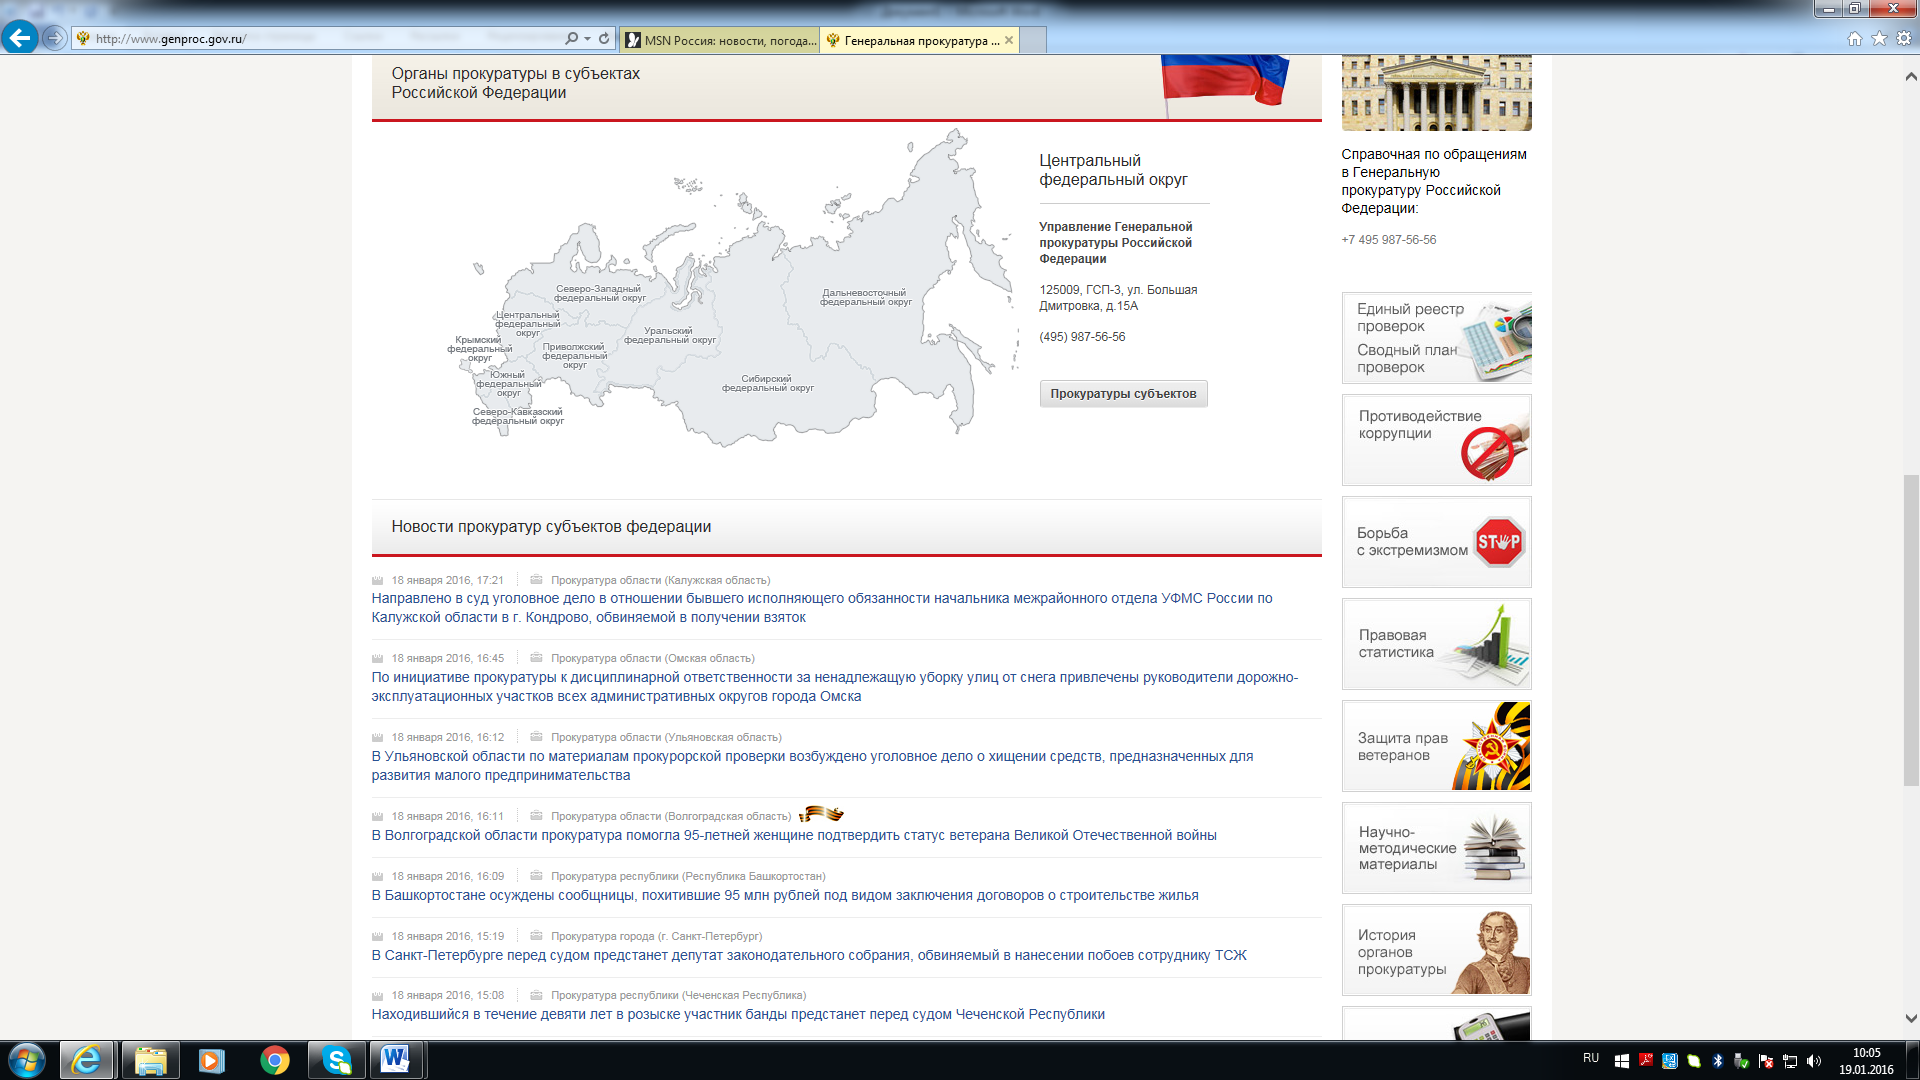 http://www.genproc.gov.ru/
MSN Россия: новости, погода...
Генеральная прокуратура ...
Органы прокуратуры в субъектах
Российской Федерации
Северо-Западный
федеральный округ
Центральный
федеральный
округ
Крымский
федеральный
округ
Приволжский
федеральный
округ
Южный
федеральный
округ
Северо-Кавказский
федеральный округ
Уральский
федеральный округ
Сибирский
федеральный округ
Дальневосточный
федеральный округ
Центральный
федеральный округ
Управление Генеральной
прокуратуры Российской
Федерации
125009, ГСП-3, ул. Большая
Дмитровка, д.15А
(495) 987-56-56
Прокуратуры субъектов
Новости прокуратур субъектов федерации
18 января 2016, 17:21 Прокуратура области (Калужская область)
Направлено в суд уголовное дело в отношении бывшего исполняющего обязанности начальника межрайонного отдела УФМС России по
Калужской области в г. Кондрово, обвиняемой в получении взяток
18 января 2016, 16:45 Прокуратура области (Омская область)
По инициативе прокуратуры к дисциплинарной ответственности за ненадлежащую уборку улиц от снега привлечены руководители дорожно-
эксплуатационных участков всех административных округов города Омска
18 января 2016, 16:12 Прокуратура области (Ульяновская область)
В Ульяновской области по материалам прокурорской проверки возбуждено уголовное дело о хищении средств, предназначенных для
развития малого предпринимательства
18 января 2016, 16:11 Прокуратура области (Волгоградская область)
В Волгоградской области прокуратура помогла 95-летней женщине подтвердить статус ветерана Великой Отечественной войны
18 января 2016, 16:09 Прокуратура республики (Республика Башкортостан)
В Башкортостане осуждены сообщницы, похитившие 95 млн рублей под видом заключения договоров о строительстве жилья
18 января 2016, 15:19 Прокуратура города (г. Санкт-Петербург)
В Санкт-Петербурге перед судом предстанет депутат законодательного собрания, обвиняемый в нанесении побоев сотруднику ТСЖ
18 января 2016, 15:08 Прокуратура республики (Чеченская Республика)
Находившийся в течение девяти лет в розыске участник банды предстанет перед судом Чеченской Республики
Справочная по обращениям
в Генеральную
прокуратуру Российской
Федерации:
+7 495 987-56-56
Единый реестр
проверок
Сводный план
проверок
Противодействие
коррупции
Борьба
с экстремизмом
STOP
Правовая
статистика
Защита прав
ветеранов
Научно-
методические
материалы
История
органов
прокуратуры
RU
10:05
19.01.2016